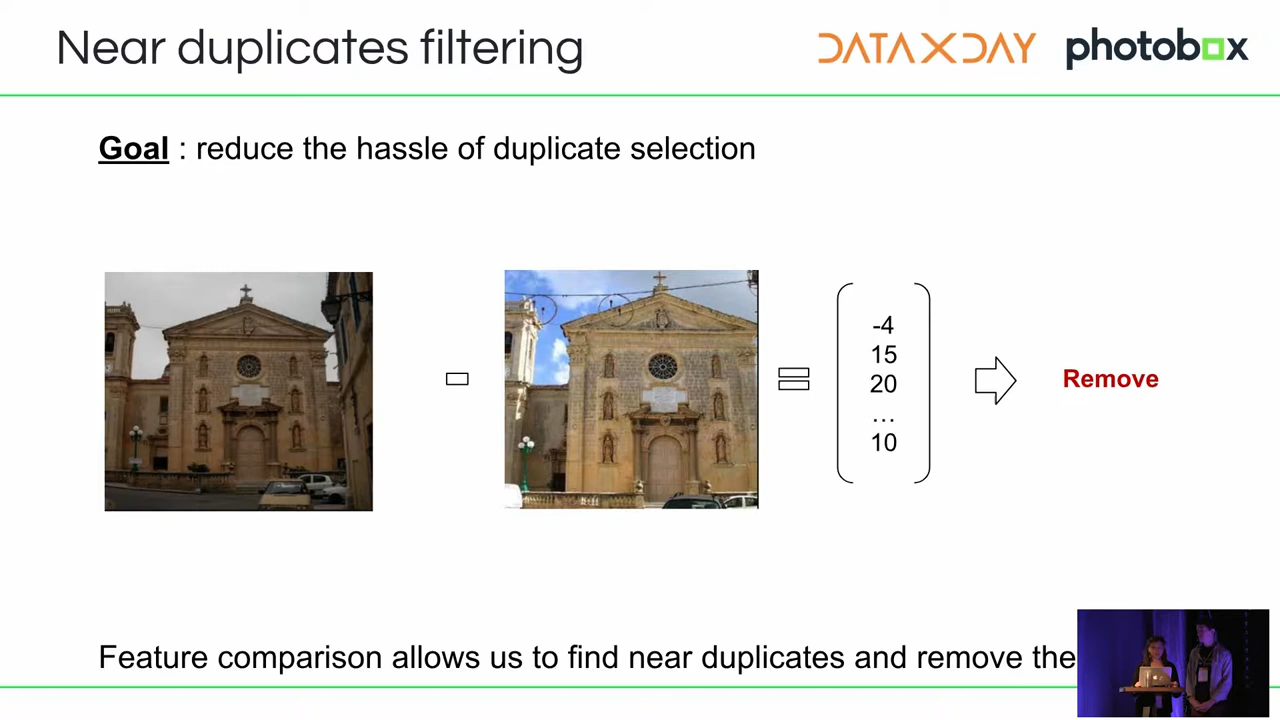 Near duplicates filtering
DATAXDAY
photobox
Goal : reduce the hassle of duplicate selection
-4
15
20
…
10
Remove
Feature comparison allows us to find near duplicates and remove the